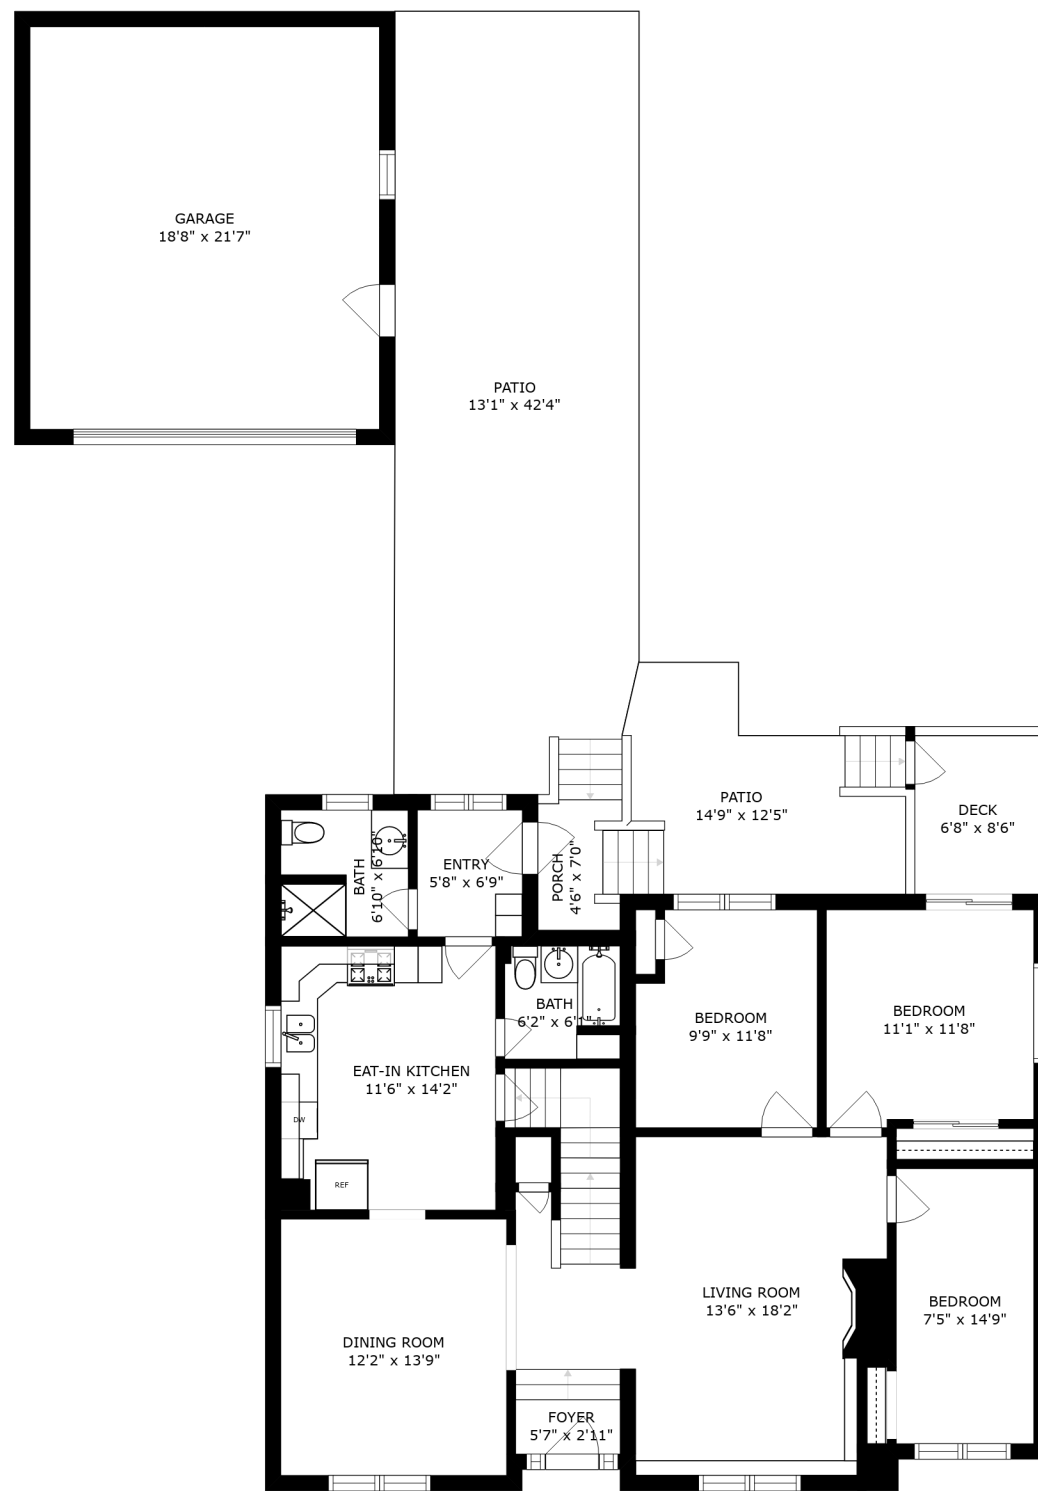 GARAGE
18'8" x 21'7"
PATIO
13'1" x 42'4"
PATIO
14'9" x 12'5"
DECK
6'8" x 8'6"
BATH
6'10" x 6'10"
ENTRY
5'8" x 6'9"
PORCH
4'6" x 7'0"
BATH
6'2" x 6'1"
BEDROOM
9'9" x 11'8"
BEDROOM
11'1" x 11'8"
EAT-IN KITCHEN
11'6" x 14'2"
DW
REF
LIVING ROOM
13'6" x 18'2"
BEDROOM
7'5" x 14'9"
DINING ROOM
12'2" x 13'9"
FOYER
5'7" x 2'11"